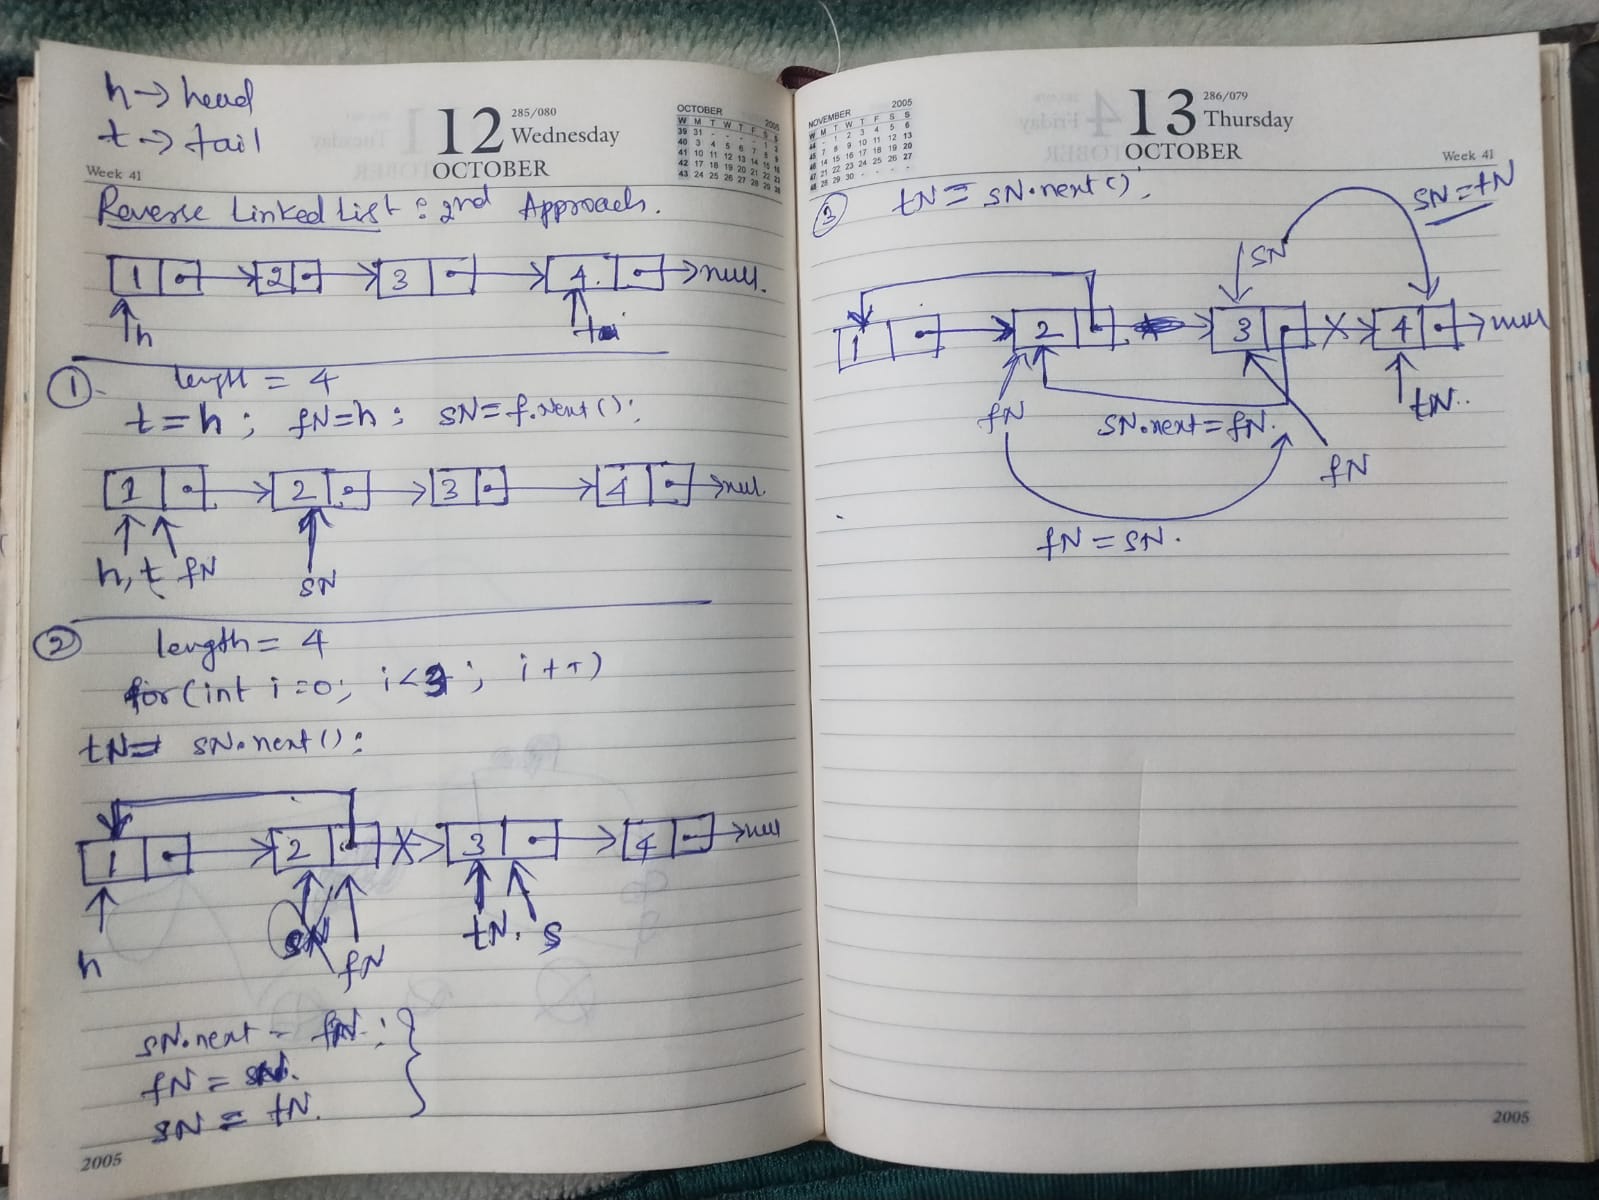 h → head
t → tail
12
285/080
Wednesday
OCTOBER
Week 41
OCTOBER 2005
W M T W T F S S
39 31 - - - - 1 2
40 3 4 5 6 7 8 9
41 10 11 12 13 14 15 16
42 17 18 19 20 21 22 23
43 24 25 26 27 28 29 30
Reverse Linked List : 2nd Approach.
1 → 2 → 3 → 4 → null.
h
① length = 4
t = h ; fN = h ; SN = f.Next();
1 → 2 → 3 → 4 → nul.
h, t fN SN
② length = 4
for (int i = 0; i < 3 ; i++)
tN = SN.next();
1 → 2 → 3 → 4 → null
h SN fN tN. S
SN.next = fN ;
fN = SN.
SN = tN.
2005
NOVEMBER 2005
W M T W T F S S
44 - 1 2 3 4 5 6
45 7 8 9 10 11 12 13
46 14 15 16 17 18 19 20
47 21 22 23 24 25 26 27
48 28 29 30 - - - -
13
286/079
Thursday
OCTOBER
Week 41
③ tN = SN.next();
SN = tN
SN
1 → 2 → 3 → 4 → null
fN SN.next = fN. tN..
fN
fN = SN.
2005